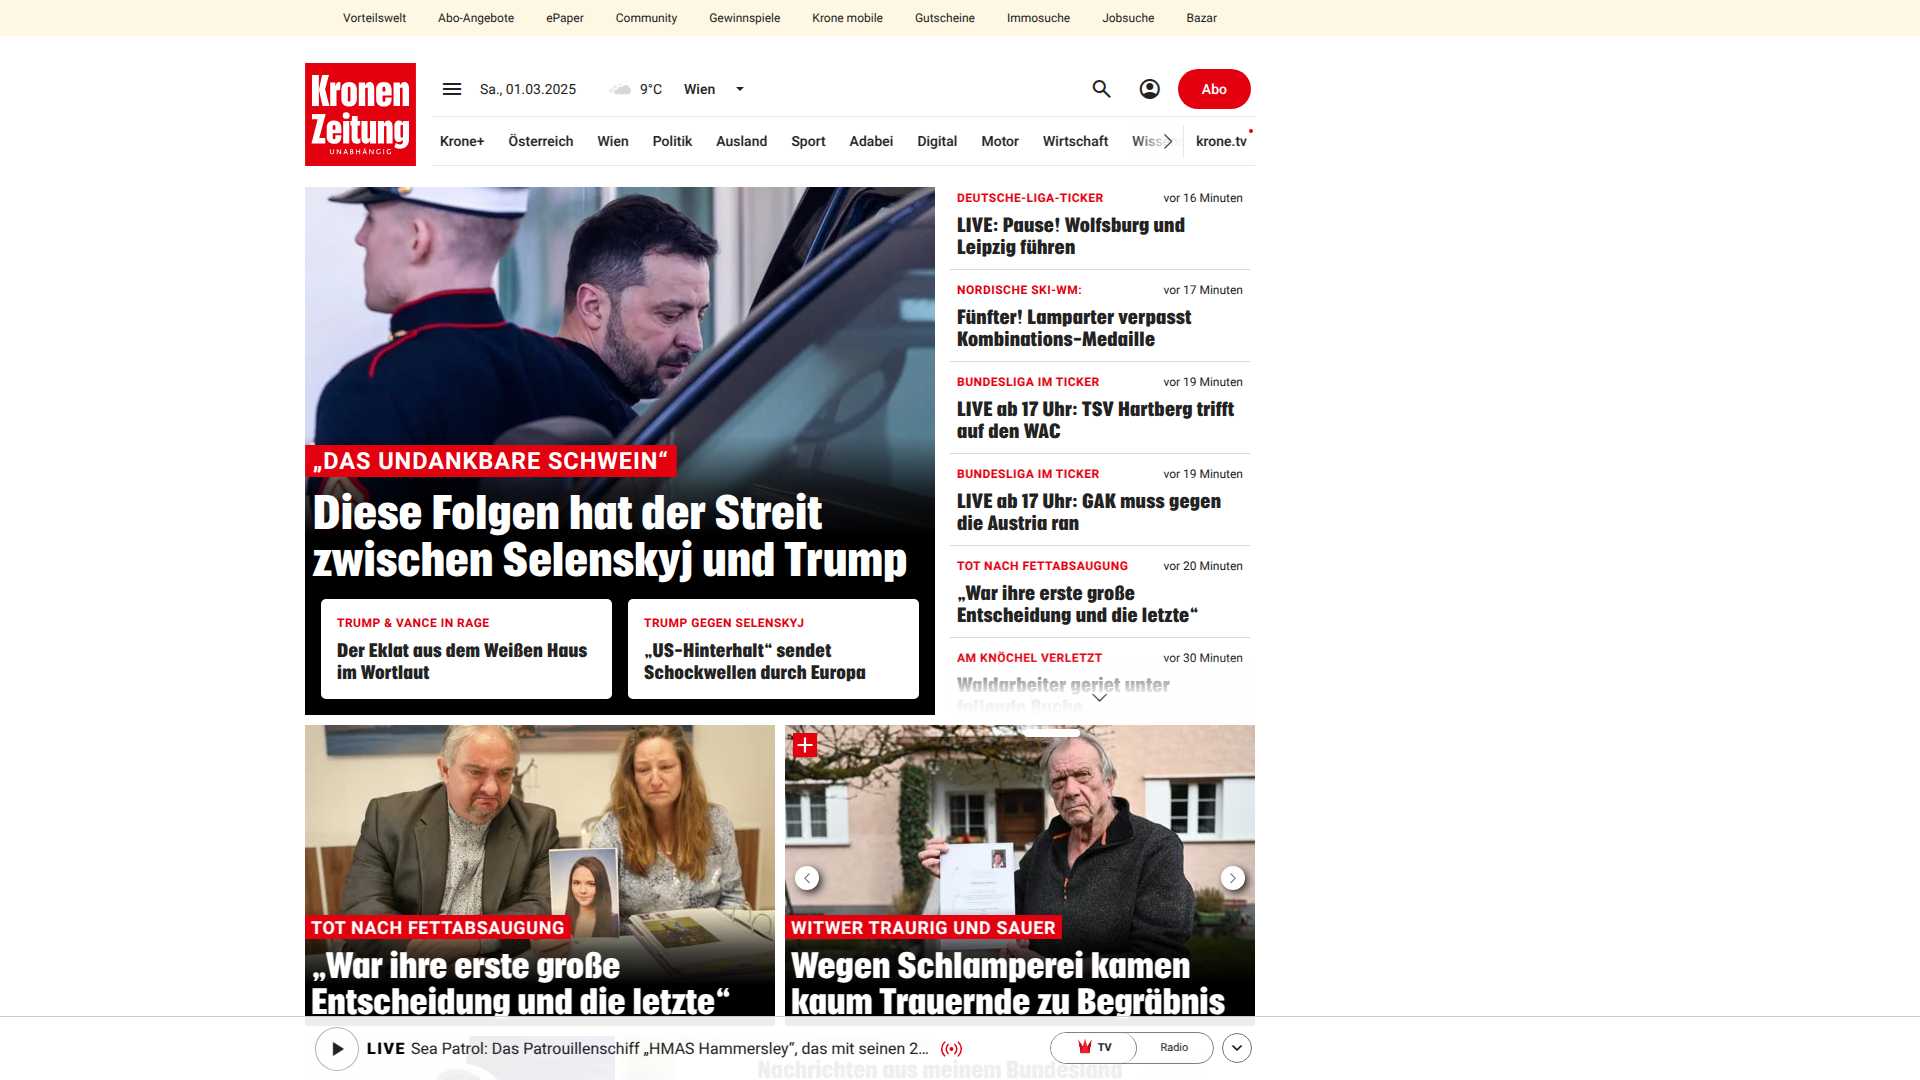 Vorteilswelt Abo-Angebote ePaper Community Gewinnspiele Krone mobile Gutscheine Immosuche Jobsuche Bazar
Kronen
Zeitung
UNABHÄNGIG
Sa., 01.03.2025 9°C Wien
Abo
Krone+ Österreich Wien Politik Ausland Sport Adabei Digital Motor Wirtschaft Wissen krone.tv
„DAS UNDANKBARE SCHWEIN“
Diese Folgen hat der Streit
zwischen Selenskyj und Trump
TRUMP & VANCE IN RAGE
Der Eklat aus dem Weißen Haus
im Wortlaut
TRUMP GEGEN SELENSKYJ
„US-Hinterhalt“ sendet
Schockwellen durch Europa
DEUTSCHE-LIGA-TICKER vor 16 Minuten
LIVE: Pause! Wolfsburg und
Leipzig führen
NORDISCHE SKI-WM: vor 17 Minuten
Fünfter! Lamparter verpasst
Kombinations-Medaille
BUNDESLIGA IM TICKER vor 19 Minuten
LIVE ab 17 Uhr: TSV Hartberg trifft
auf den WAC
BUNDESLIGA IM TICKER vor 19 Minuten
LIVE ab 17 Uhr: GAK muss gegen
die Austria ran
TOT NACH FETTABSAUGUNG vor 20 Minuten
„War ihre erste große
Entscheidung und die letzte“
AM KNÖCHEL VERLETZT vor 30 Minuten
Waldarbeiter geriet unter
fallende Buche
TOT NACH FETTABSAUGUNG
„War ihre erste große
Entscheidung und die letzte“
WITWER TRAURIG UND SAUER
Wegen Schlamperei kamen
kaum Trauernde zu Begräbnis
LIVE Sea Patrol: Das Patrouillenschiff „HMAS Hammersley“, das mit seinen 2...
TV Radio
Nachrichten aus meinem Bundesland